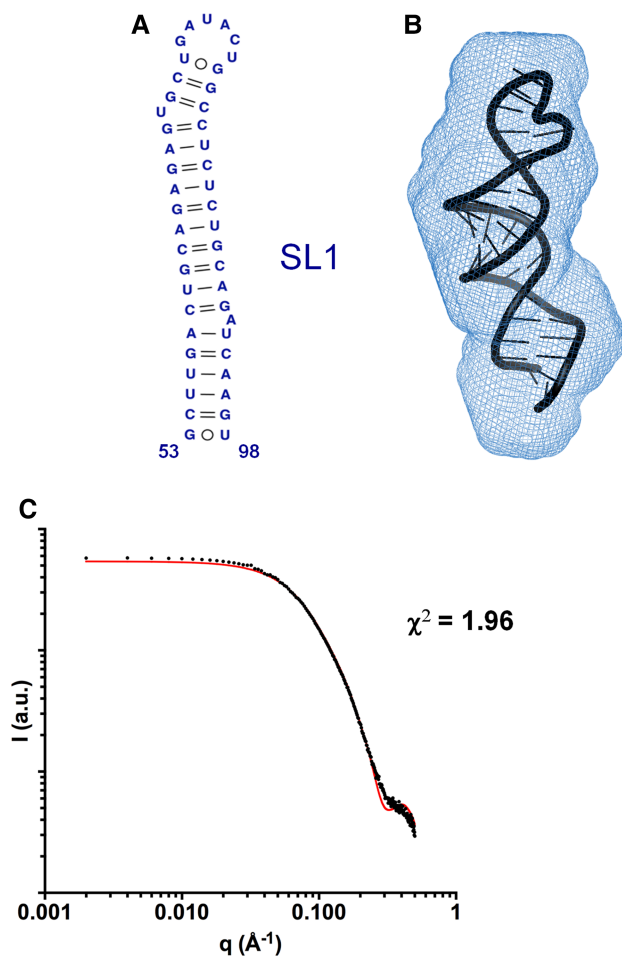 A B
U
A A
G C
U U
C G
G G
U C
G C
A U
G C
A U
G C
A U
C G
G C
U A
C G
A
A U
G C
U A
U A
C G
G U
53 98
SL1
C
χ² = 1.96
I (a.u.)
0.001 0.010 0.100 1
q (Å⁻¹)